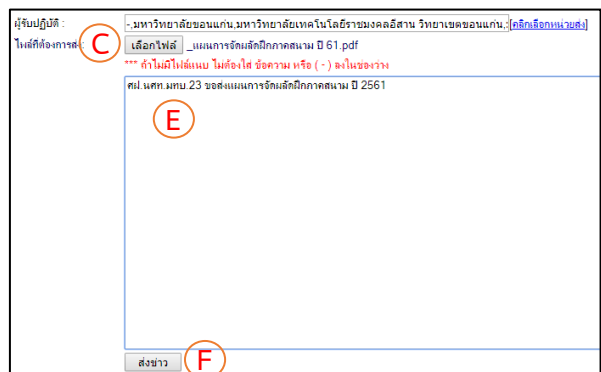 ผู้รับปฏิบัติ : -,มหาวิทยาลัยขอนแก่น,มหาวิทยาลัยเทคโนโลยีราชมงคลอีสาน วิทยาเขตขอนแก่น,: [คลิกเลือกหน่วยส่ง]
ไฟล์ที่ต้องการส่ง: C เลือกไฟล์ _แผนการจัดผลัดฝึกภาคสนาม ปี 61.pdf
*** ถ้าไม่มีไฟล์แนบ ไม่ต้องใส่ ข้อความ หรือ ( - ) ลงในช่องว่าง
ศฝ.นศท.มทบ.23 ขอส่งแผนการจัดผลัดฝึกภาคสนาม ปี 2561
E
ส่งข่าว F